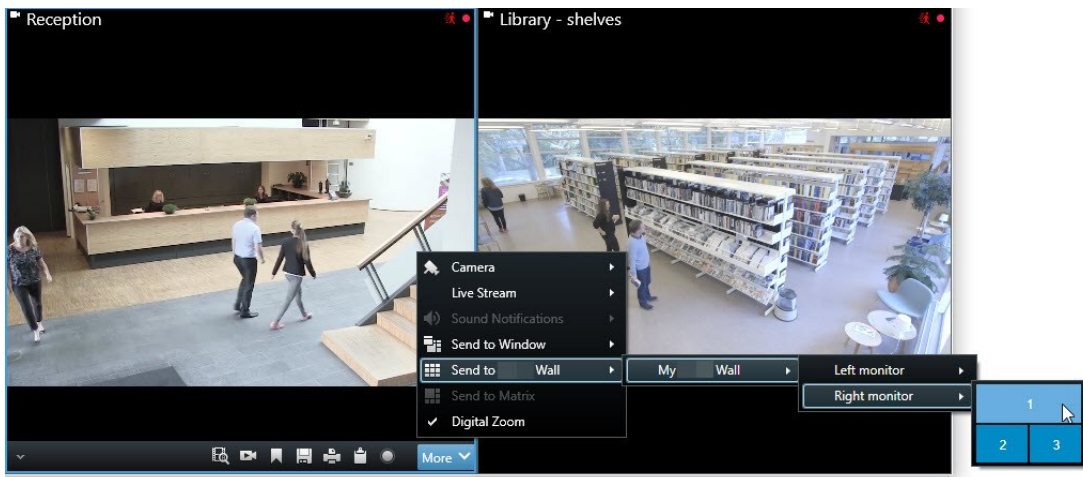 Reception
Library - shelves
Camera
Live Stream
Sound Notifications
Send to Window
Send to Wall
My Wall
Left monitor
Send to Matrix
Right monitor
Digital Zoom
1
2 3
More